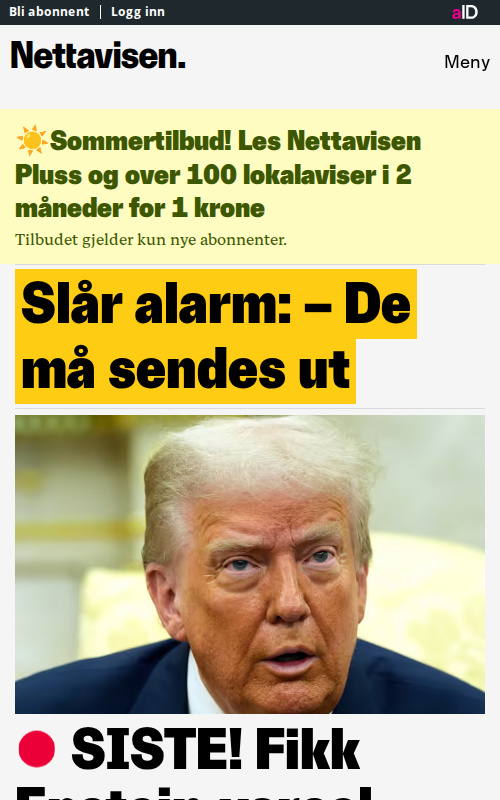 Bli abonnent | Logg inn
aID
Nettavisen.
Meny
☀️Sommertilbud! Les Nettavisen
Pluss og over 100 lokalaviser i 2
måneder for 1 krone
Tilbudet gjelder kun nye abonnenter.
Slår alarm: – De
må sendes ut
🔴 SISTE! Fikk